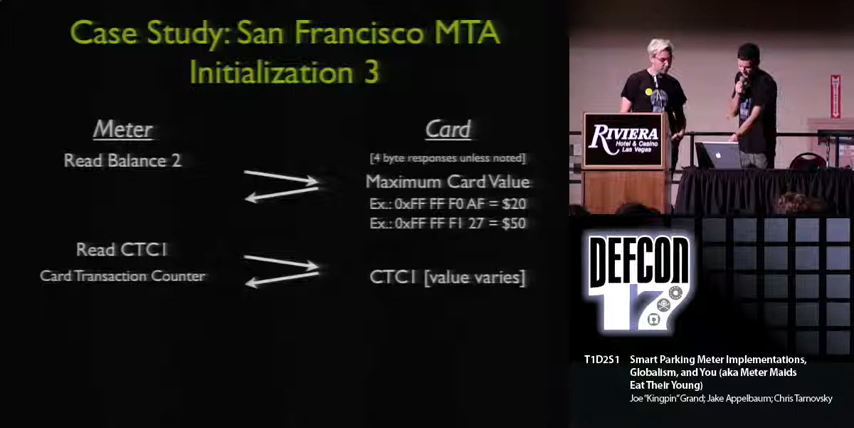 Case Study: San Francisco MTA
Initialization 3
Meter
Card
Read Balance 2
[4 byte responses unless noted]
Maximum Card Value
Ex.: 0xFF FF F0 AF = $20
Ex.: 0xFF FF F1 27 = $50
Read CTC1
Card Transaction Counter
CTC1 [value varies]
RIVIERA
Hotel & Casino
Las Vegas
DEFCON
17
T1D2S1
Smart Parking Meter Implementations,
Globalism, and You (aka Meter Maids
Eat Their Young)
Joe "Kingpin" Grand; Jake Appelbaum; Chris Tarnovsky